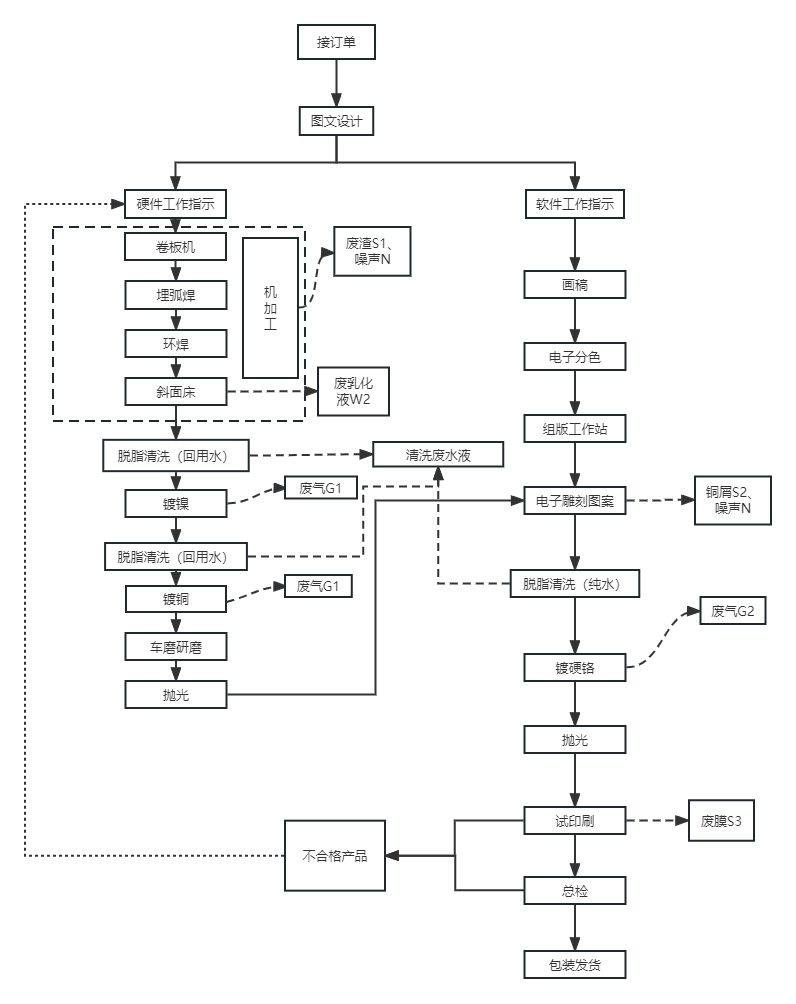 接订单
图文设计
硬件工作指示
软件工作指示
卷板机
机
加
工
废渣S1、
噪声N
埋弧焊
画稿
环焊
电子分色
斜面床
废乳化
液W2
组版工作站
脱脂清洗（回用水）
清洗废水液
镀镍
废气G1
电子雕刻图案
铜屑S2、
噪声N
脱脂清洗（回用水）
镀铜
废气G1
脱脂清洗（纯水）
废气G2
车磨研磨
镀硬铬
抛光
抛光
试印刷
废膜S3
不合格产品
总检
包装发货